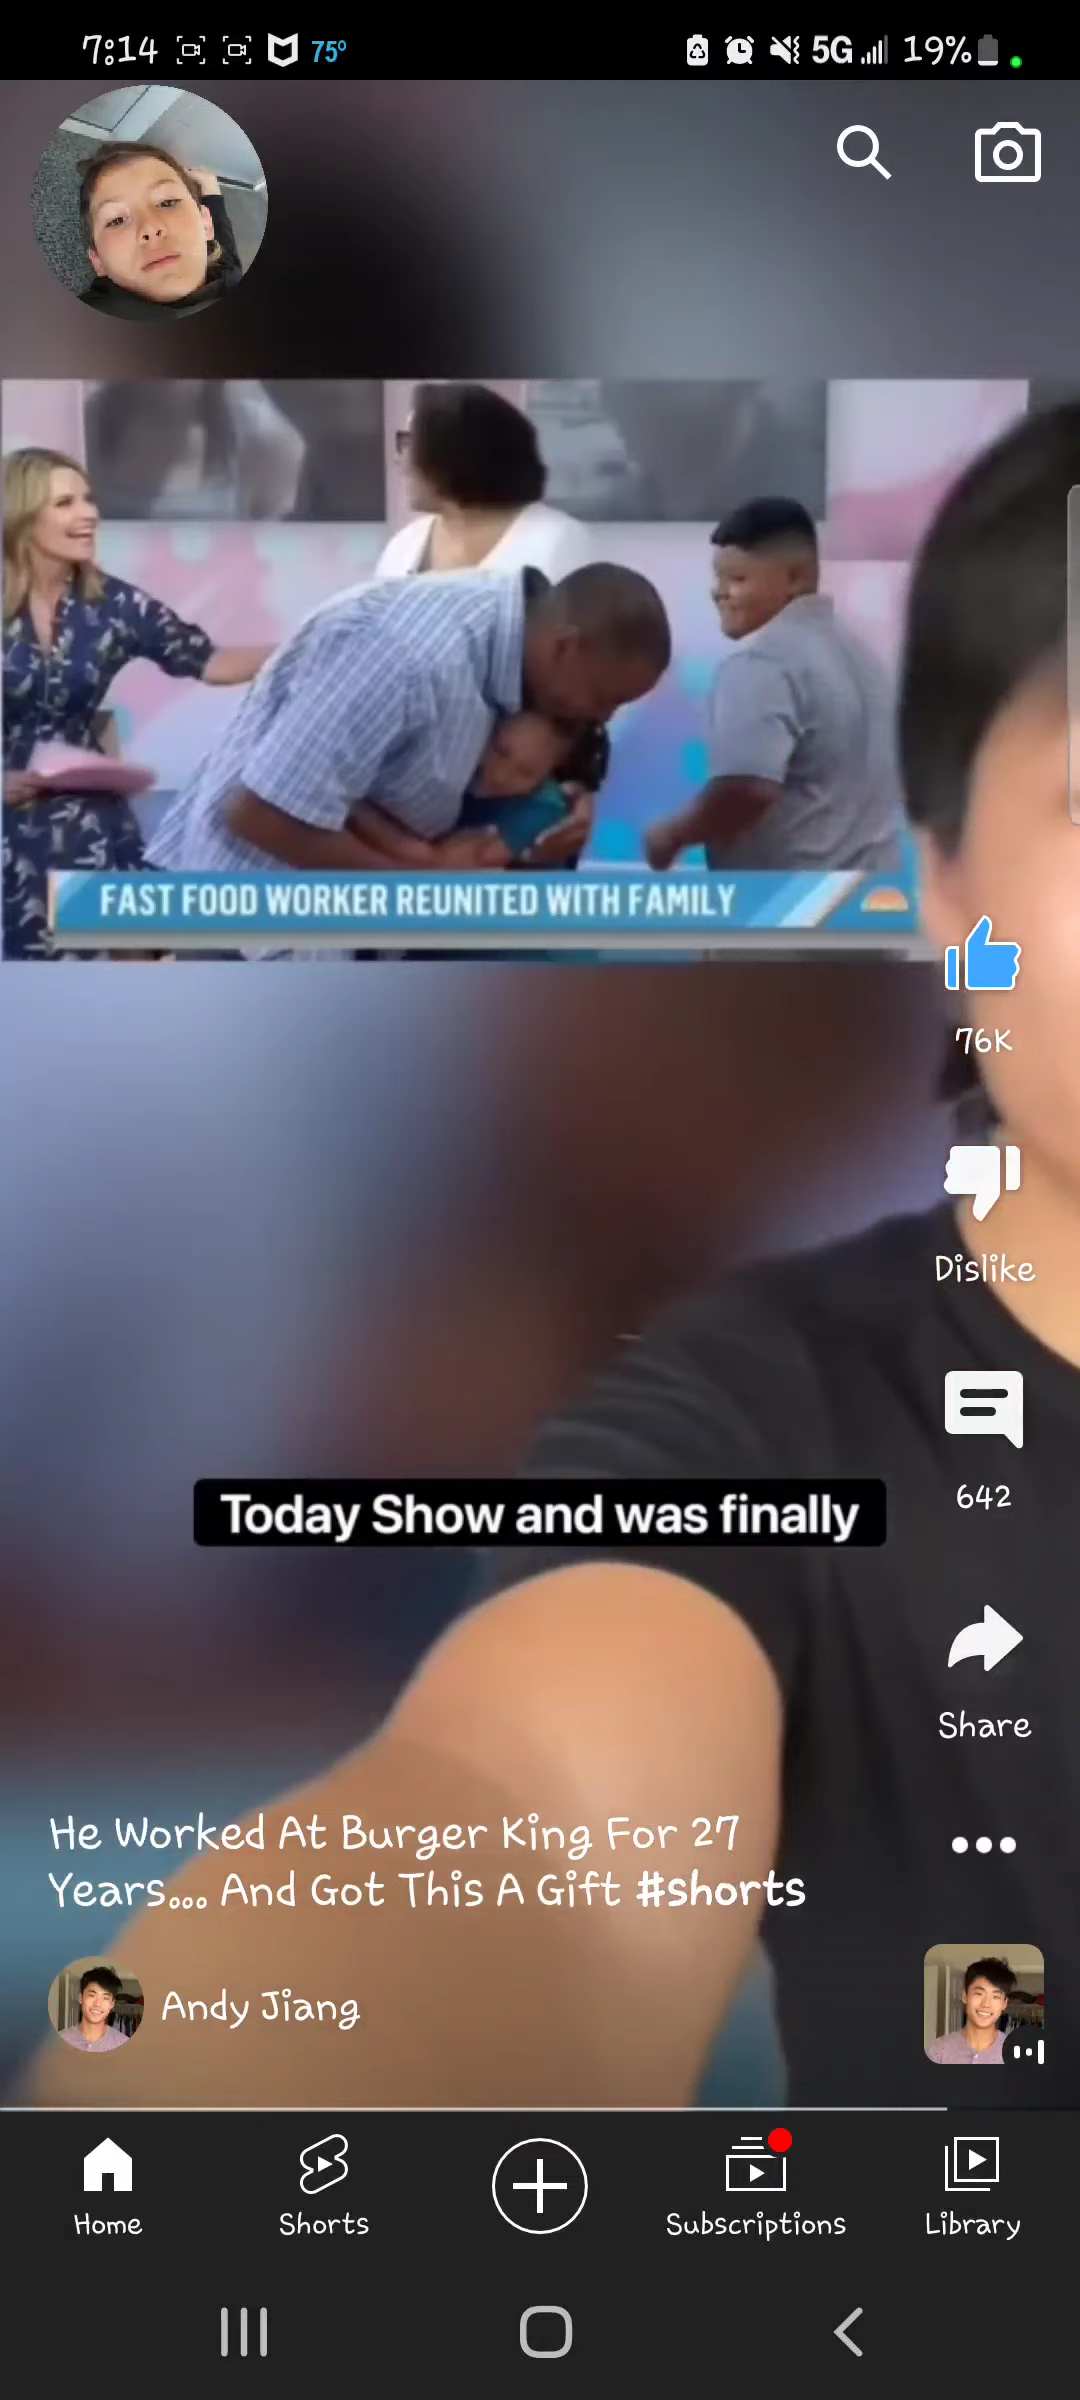 7:14 75° 5G 19%
FAST FOOD WORKER REUNITED WITH FAMILY
76K
Dislike
642
Today Show and was finally
Share
He Worked At Burger King For 27
Years... And Got This A Gift #shorts
Andy Jiang
Home Shorts Subscriptions Library